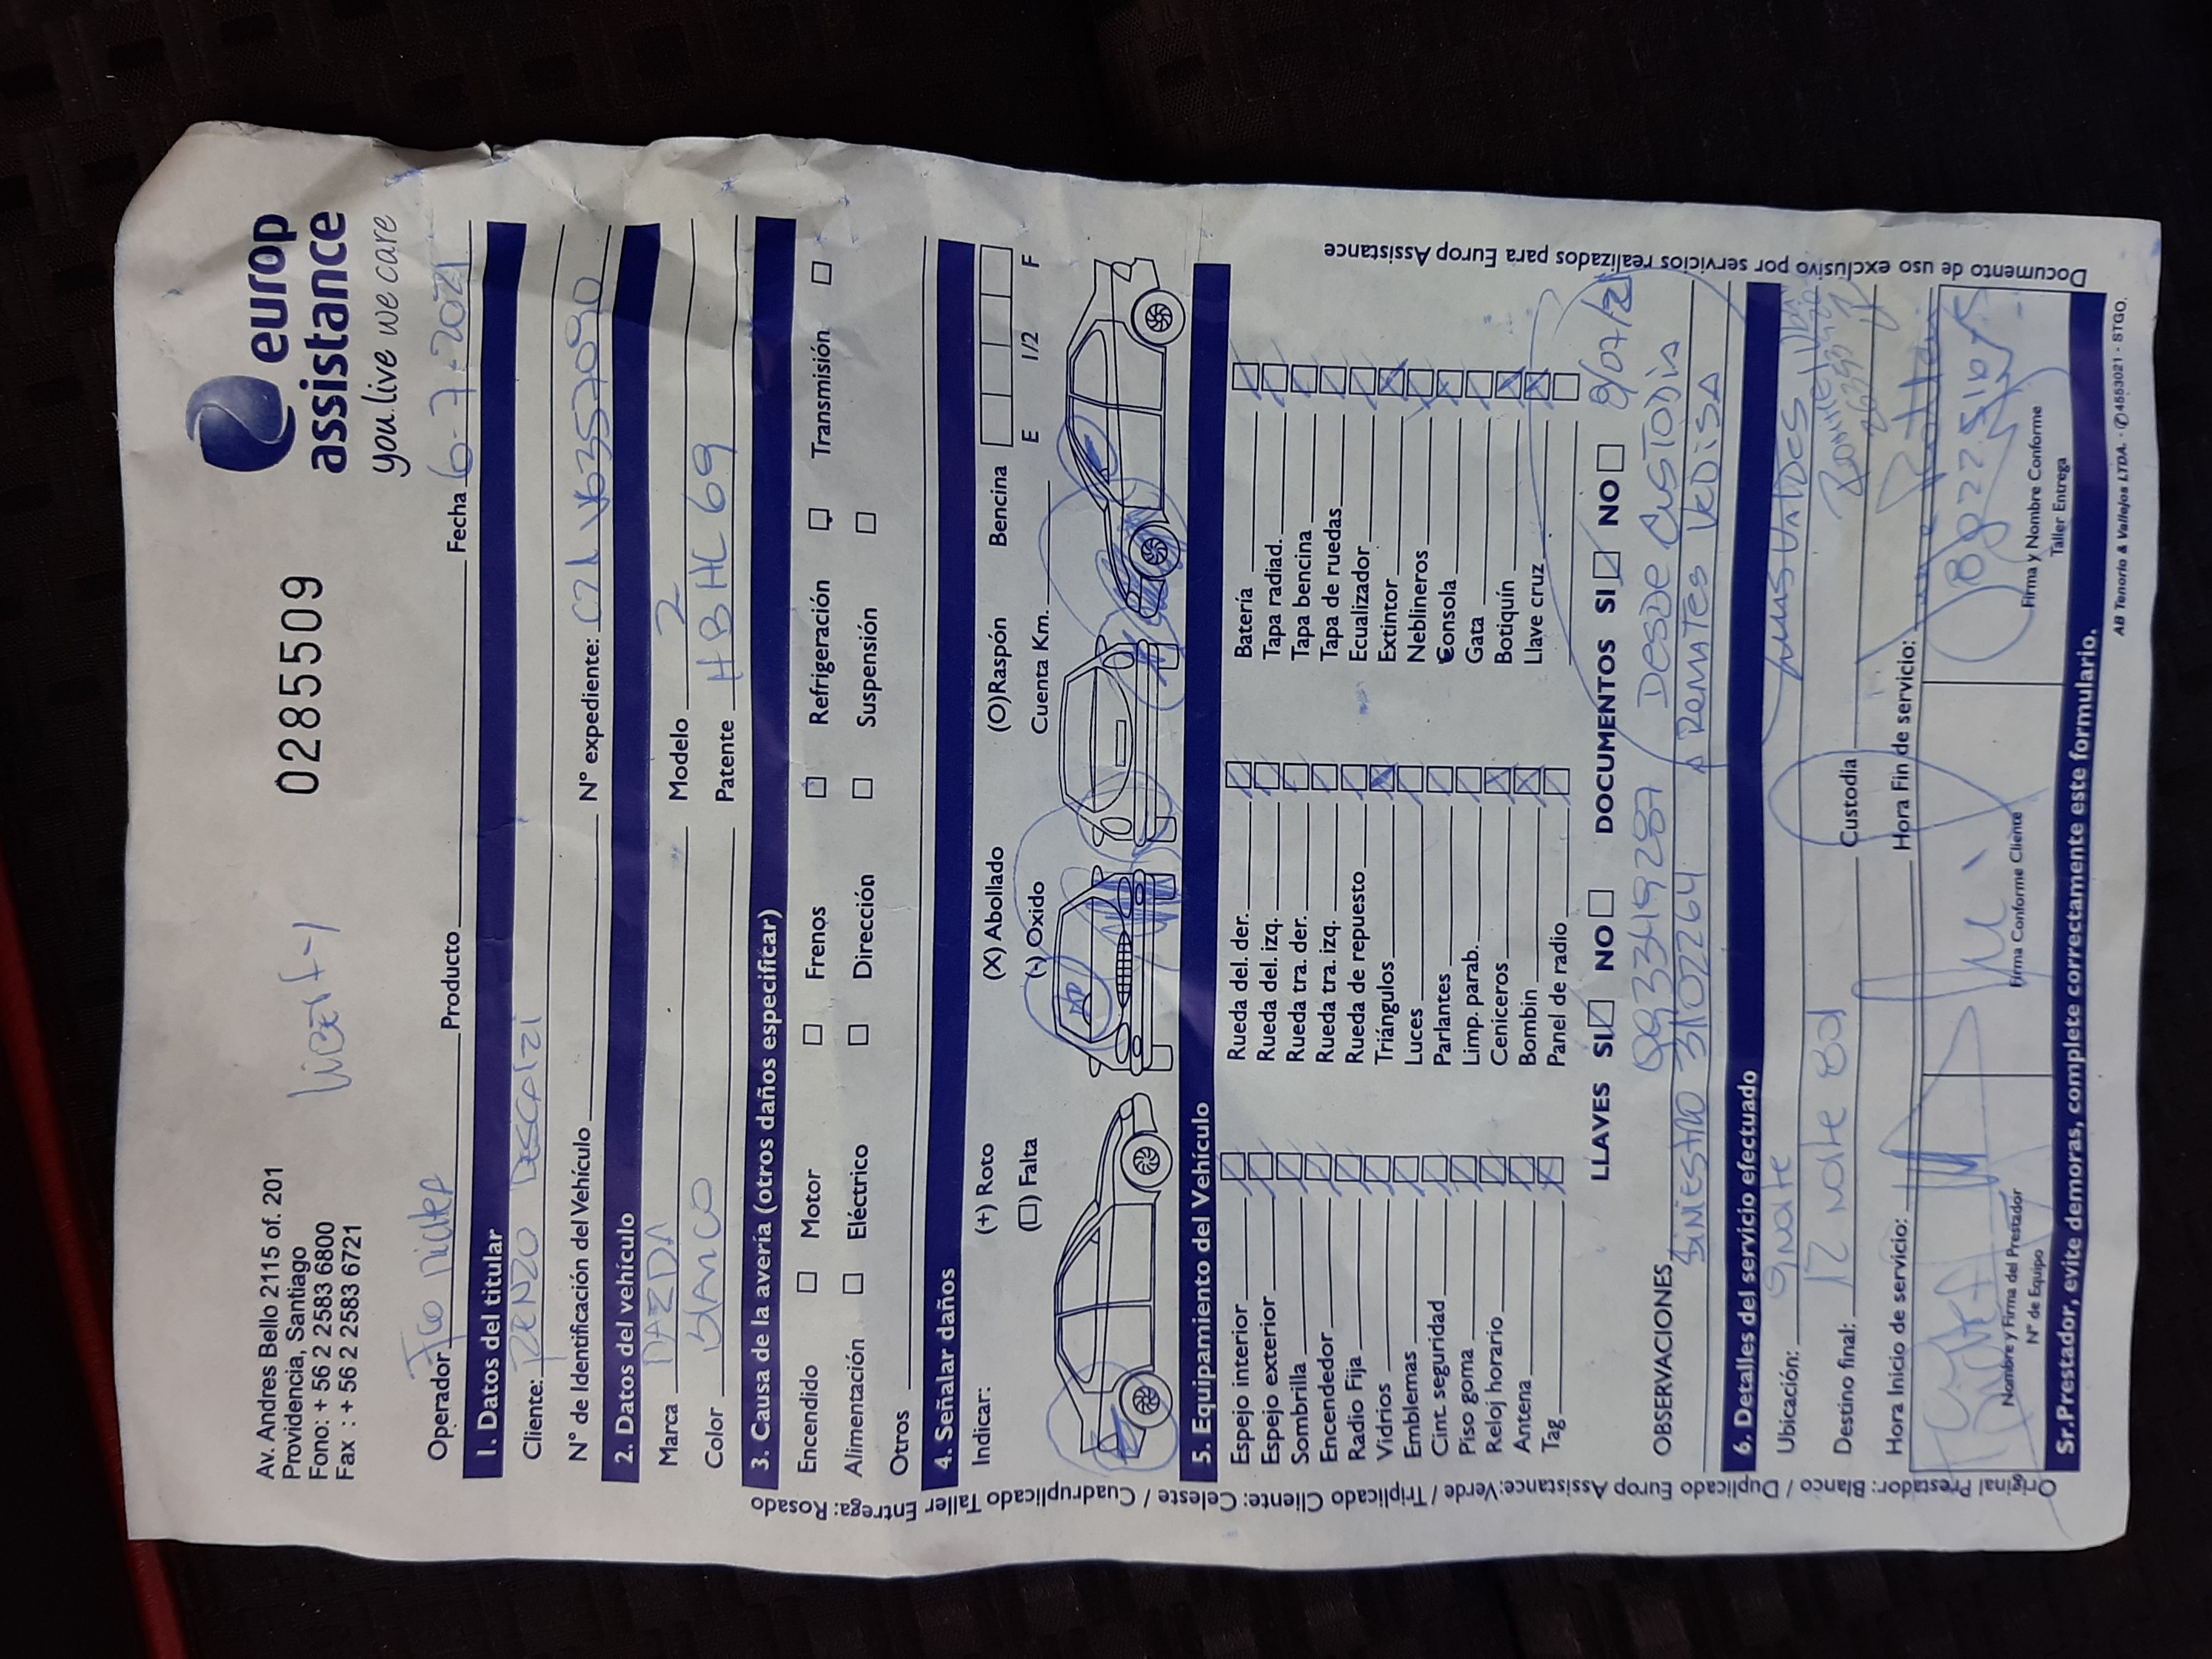 Av. Andres Bello 2115 of. 201
Providencia, Santiago
Fono: + 56 2 2583 6800
Fax : + 56 2 2583 6721
0285509
europ
assistance
you live we care
Operador Producto Fecha 6-7-2021
1. Datos del titular
Cliente: RENZO DESCALZI
N° de Identificación del Vehículo N° expediente:
2. Datos del vehículo
Marca MAZDA Modelo 2
Color BLANCO Patente HBHC 69
3. Causa de la avería (otros daños especificar)
Encendido Motor Frenos Refrigeración Transmisión
Alimentación Eléctrico Dirección Suspensión
Otros
4. Señalar daños
Indicar: (+) Roto (X) Abollado (O)Raspón Bencina
(☐) Falta (-) Oxido Cuenta Km. E 1/2 F
5. Equipamiento del Vehículo
Espejo interior Rueda del. der. Batería
Espejo exterior Rueda del. izq. Tapa radiad.
Sombrilla Rueda tra. der. Tapa bencina
Encendedor Rueda tra. izq. Tapa de ruedas
Radio Fija Rueda de repuesto Ecualizador
Vidrios Triángulos Extintor
Emblemas Luces Neblineros
Cint. seguridad Parlantes Consola
Piso goma Limp. parab. Gata
Reloj horario Ceniceros Botiquín
Antena Bombin Llave cruz
Tag Panel de radio
LLAVES SI NO DOCUMENTOS SI NO 8/07/21
OBSERVACIONES DESDE CUSTODIA
SINIESTRO 31072264 A REMATES
6. Detalles del servicio efectuado
Ubicación:
Destino final: 12 Custodia
Hora Inicio de servicio: Hora Fin de servicio:
Nombre y Firma del Prestador
N° de Equipo
Firma Conforme Cliente
Firma y Nombre Conforme
Taller Entrega
Sr.Prestador, evite demoras, complete correctamente este formulario.
AB Tenorio & Vallejos LTDA. - ✆4553021 - STGO.
Original Prestador: Blanco / Duplicado Europ Assistance:Verde / Triplicado Cliente: Celeste / Cuadruplicado Taller Entrega: Rosado
Documento de uso exclusivo por servicios realizados para Europ Assistance